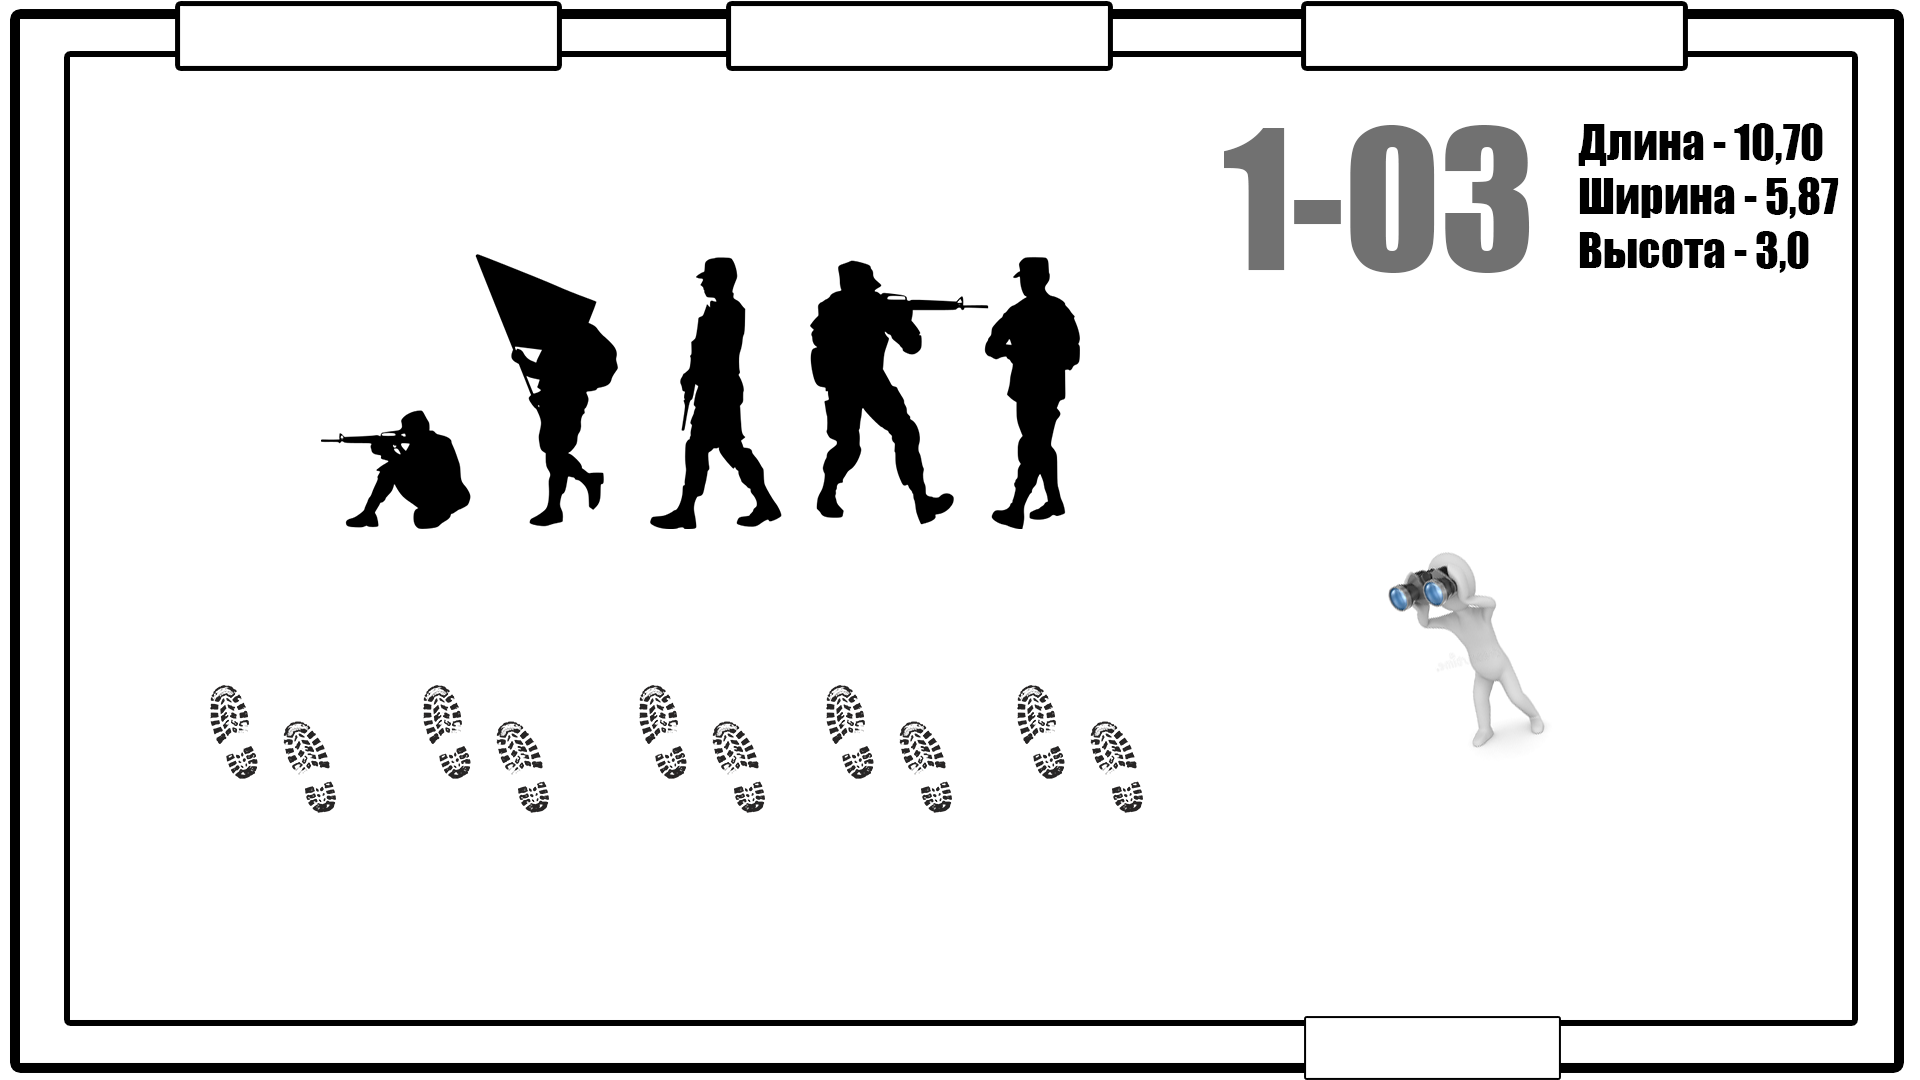 1-03
Длина - 10,70
Ширина - 5,87
Высота - 3,0